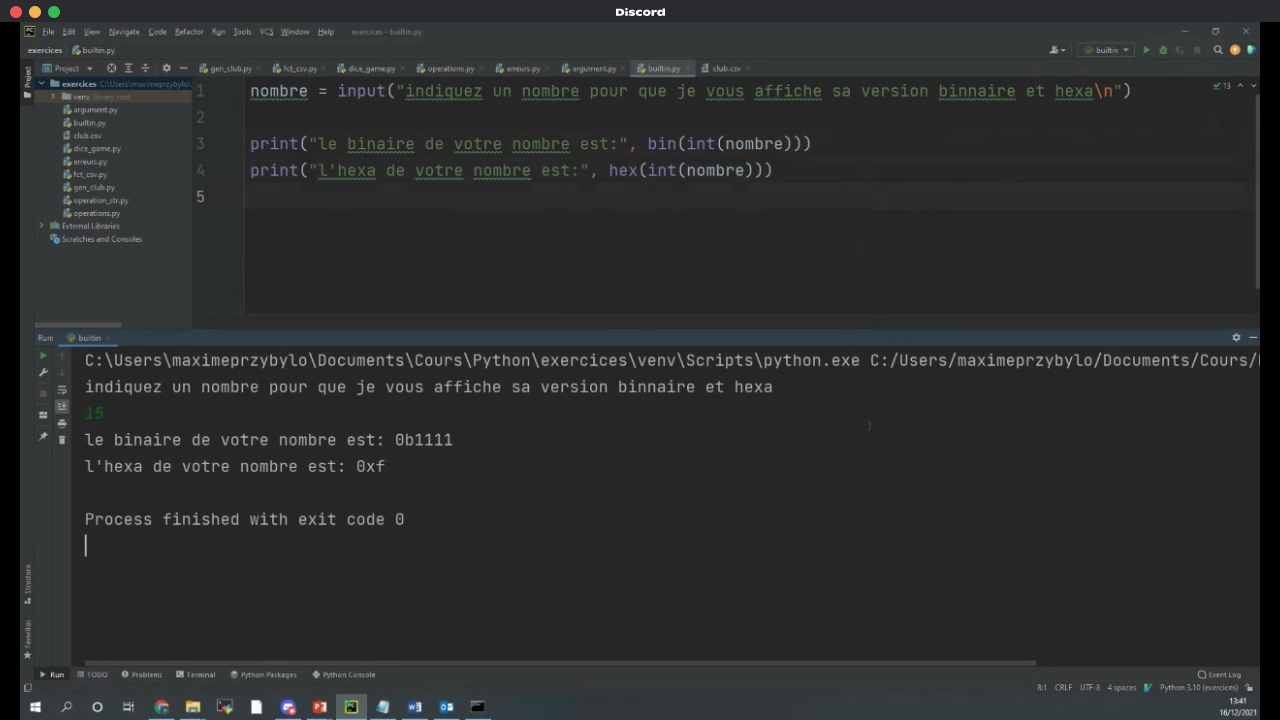 Discord
File Edit View Navigate Code Refactor Run Tools VCS Window Help exercices - builtin.py
exercices builtin.py builtin
Project gen_club.py fct_csv.py dice_game.py operations.py erreurs.py argument.py builtin.py club.csv
exercices C:\Users\maximeprzybylo\
venv library root
argument.py
builtin.py
club.csv
dice_game.py
erreurs.py
fct_csv.py
gen_club.py
operation_str.py
operations.py
External Libraries
Scratches and Consoles
Project
13
1 nombre = input("indiquez un nombre pour que je vous affiche sa version binnaire et hexa\n")
2
3 print("le binaire de votre nombre est:", bin(int(nombre)))
4 print("l'hexa de votre nombre est:", hex(int(nombre)))
5
Run: builtin
C:\Users\maximeprzybylo\Documents\Cours\Python\exercices\venv\Scripts\python.exe C:/Users/maximeprzybylo/Documents/Cours/
indiquez un nombre pour que je vous affiche sa version binnaire et hexa
15
le binaire de votre nombre est: 0b1111
l'hexa de votre nombre est: 0xf
Process finished with exit code 0
Structure
Favorites
Run TODO Problems Terminal Python Packages Python Console Event Log
8:1 CRLF UTF-8 4 spaces Python 3.10 (exercices)
13:41
16/12/2021